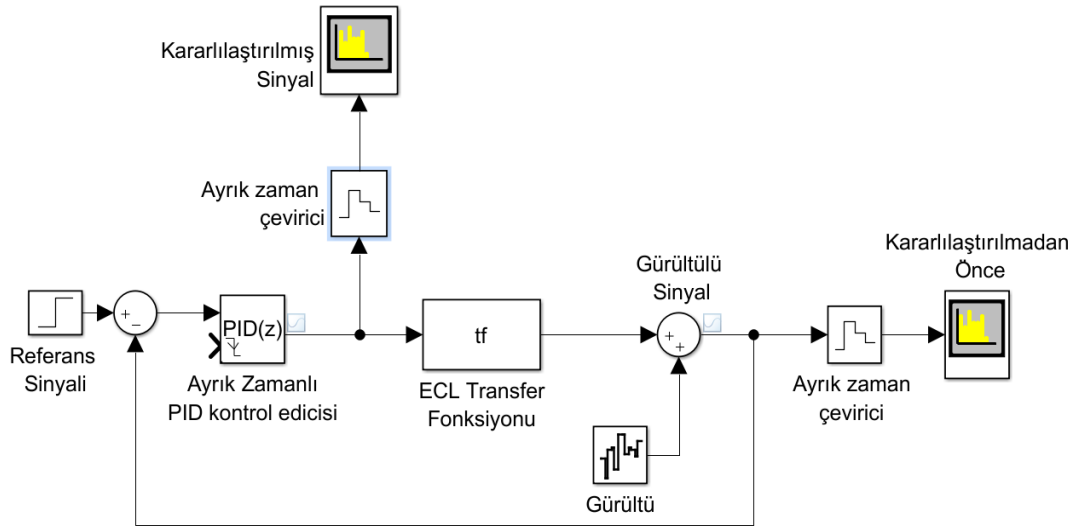 Kararlılaştırılmış
Sinyal
Ayrık zaman
çevirici
Kararlılaştırılmadan
Önce
Gürültülü
Sinyal
+
−
PID(z)
tf
+
+
Referans
Sinyali
Ayrık Zamanlı
PID kontrol edicisi
ECL Transfer
Fonksiyonu
Ayrık zaman
çevirici
Gürültü